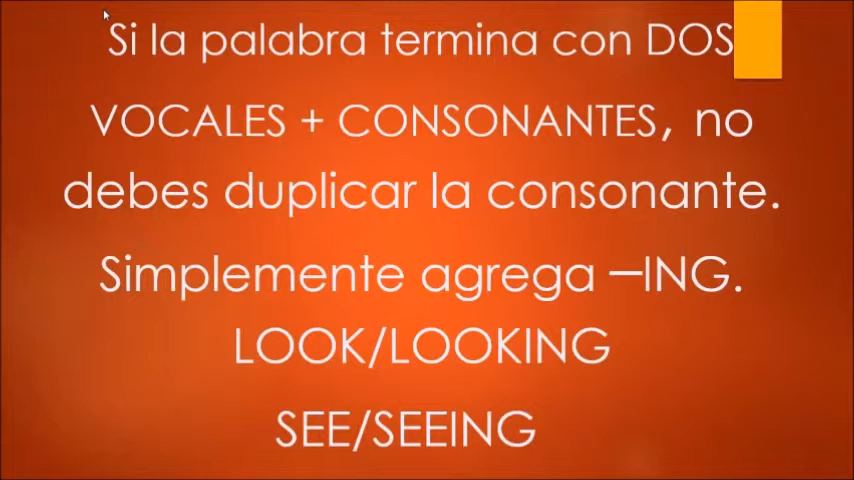 Si la palabra termina con DOS
VOCALES + CONSONANTES, no
debes duplicar la consonante.
Simplemente agrega –ING.
LOOK/LOOKING
SEE/SEEING